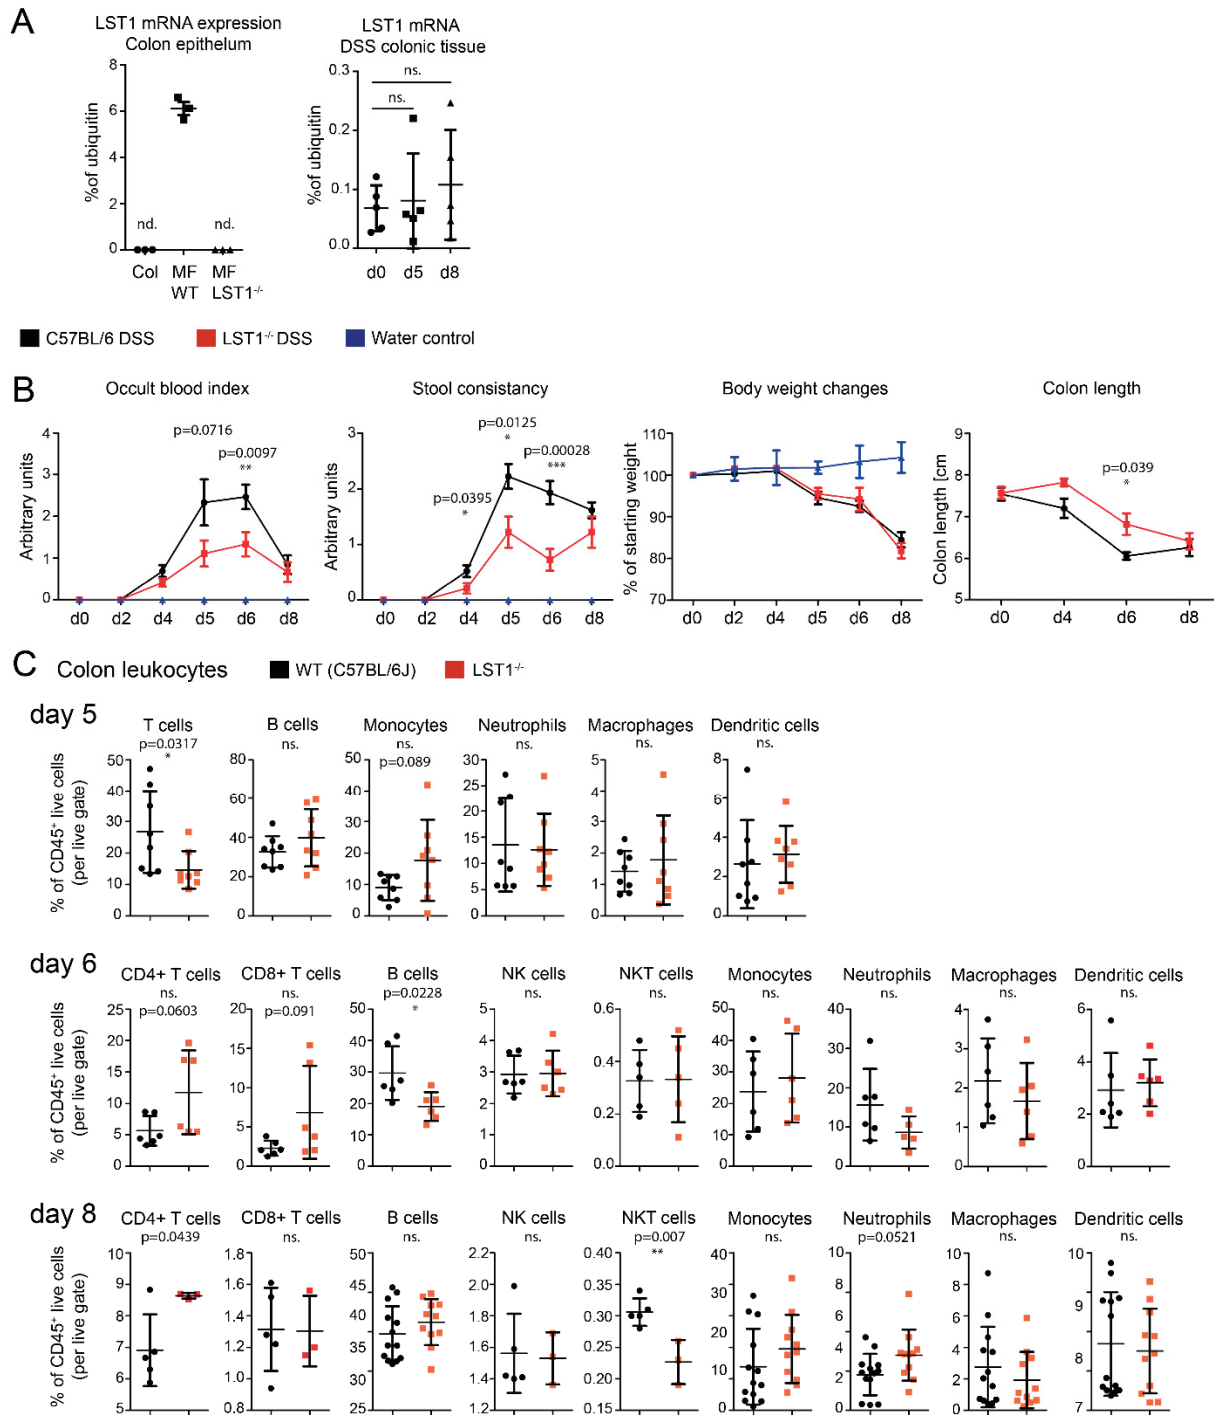 A
LST1 mRNA expression
Colon epithelum
%of ubiquitin
8
6
4
2
0
nd.
nd.
Col
MF
WT
MF
LST1-/-
LST1 mRNA
DSS colonic tissue
%of ubiquitin
0.3
0.2
0.1
0.0
ns.
ns.
d0
d5
d8
C57BL/6 DSS
LST1-/- DSS
Water control
B
Occult blood index
Arbitrary units
4
3
2
1
0
p=0.0716
p=0.0097
**
d0 d2 d4 d5 d6 d8
Stool consistancy
Arbitrary units
3
2
1
0
p=0.0395
*
p=0.0125
*
p=0.00028
***
d0 d2 d4 d5 d6 d8
Body weight changes
% of starting weight
110
100
90
80
70
d0 d2 d4 d5 d6 d8
Colon length
Colon length [cm]
9
8
7
6
5
p=0.039
*
d0 d4 d6 d8
C Colon leukocytes
WT (C57BL/6J)
LST1-/-
day 5
% of CD45+ live cells
(per live gate)
T cells
p=0.0317
*
50
40
30
20
10
0
B cells
ns.
80
60
40
20
0
Monocytes
ns.
p=0.089
50
40
30
20
10
0
Neutrophils
ns.
30
25
20
15
10
5
0
Macrophages
ns.
5
4
3
2
1
0
Dendritic cells
ns.
8
6
4
2
0
day 6
% of CD45+ live cells
(per live gate)
CD4+ T cells
ns.
p=0.0603
25
20
15
10
5
0
CD8+ T cells
ns.
p=0.091
20
15
10
5
0
B cells
p=0.0228
*
50
40
30
20
10
0
NK cells
ns.
5
4
3
2
1
0
NKT cells
ns.
0.6
0.4
0.2
0.0
Monocytes
ns.
50
40
30
20
10
0
Neutrophils
ns.
40
30
20
10
0
Macrophages
ns.
4
3
2
1
0
Dendritic cells
ns.
6
4
2
0
day 8
% of CD45+ live cells
(per live gate)
CD4+ T cells
p=0.0439
10
9
8
7
6
5
CD8+ T cells
ns.
1.8
1.6
1.4
1.2
1.0
0.8
B cells
ns.
50
45
40
35
30
25
NK cells
ns.
2.2
2.0
1.8
1.6
1.4
1.2
NKT cells
p=0.007
**
0.40
0.35
0.30
0.25
0.20
0.15
Monocytes
ns.
40
30
20
10
0
Neutrophils
p=0.0521
10
8
6
4
2
0
Macrophages
ns.
10
8
6
4
2
0
Dendritic cells
ns.
10
9
8
7